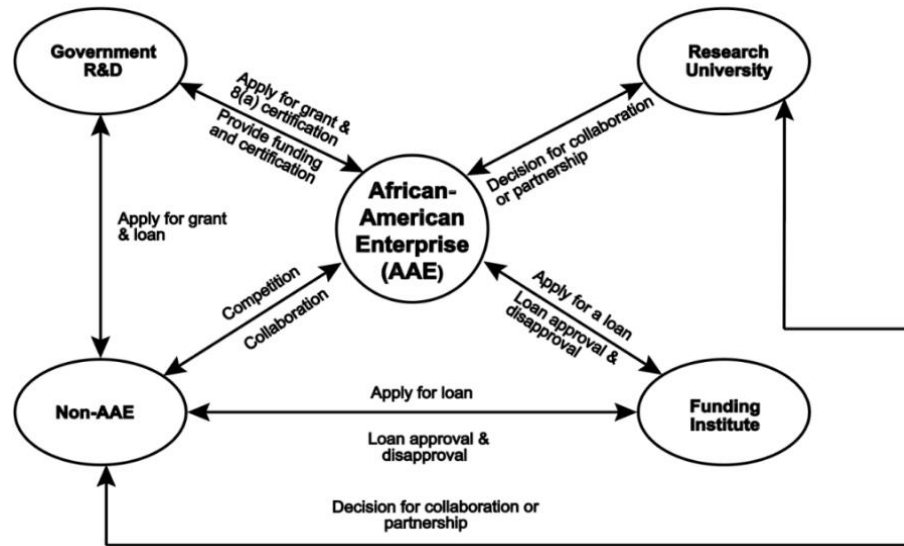 Government
R&D
Research
University
Apply for grant &
8(a) certification
Provide funding
and certification
Decision for collaboration
or partnership
African-
American
Enterprise
(AAE)
Apply for grant
& loan
Competition
Collaboration
Apply for a loan
Loan approval &
disapproval
Non-AAE
Apply for loan
Loan approval &
disapproval
Funding
Institute
Decision for collaboration or
partnership